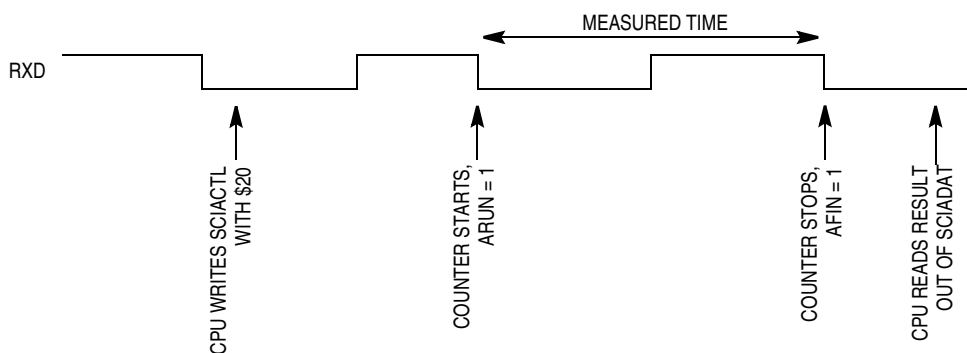 MEASURED TIME
RXD
CPU WRITES SCIACTL
WITH $20
COUNTER STARTS,
ARUN = 1
COUNTER STOPS,
AFIN = 1
CPU READS RESULT
OUT OF SCIADAT